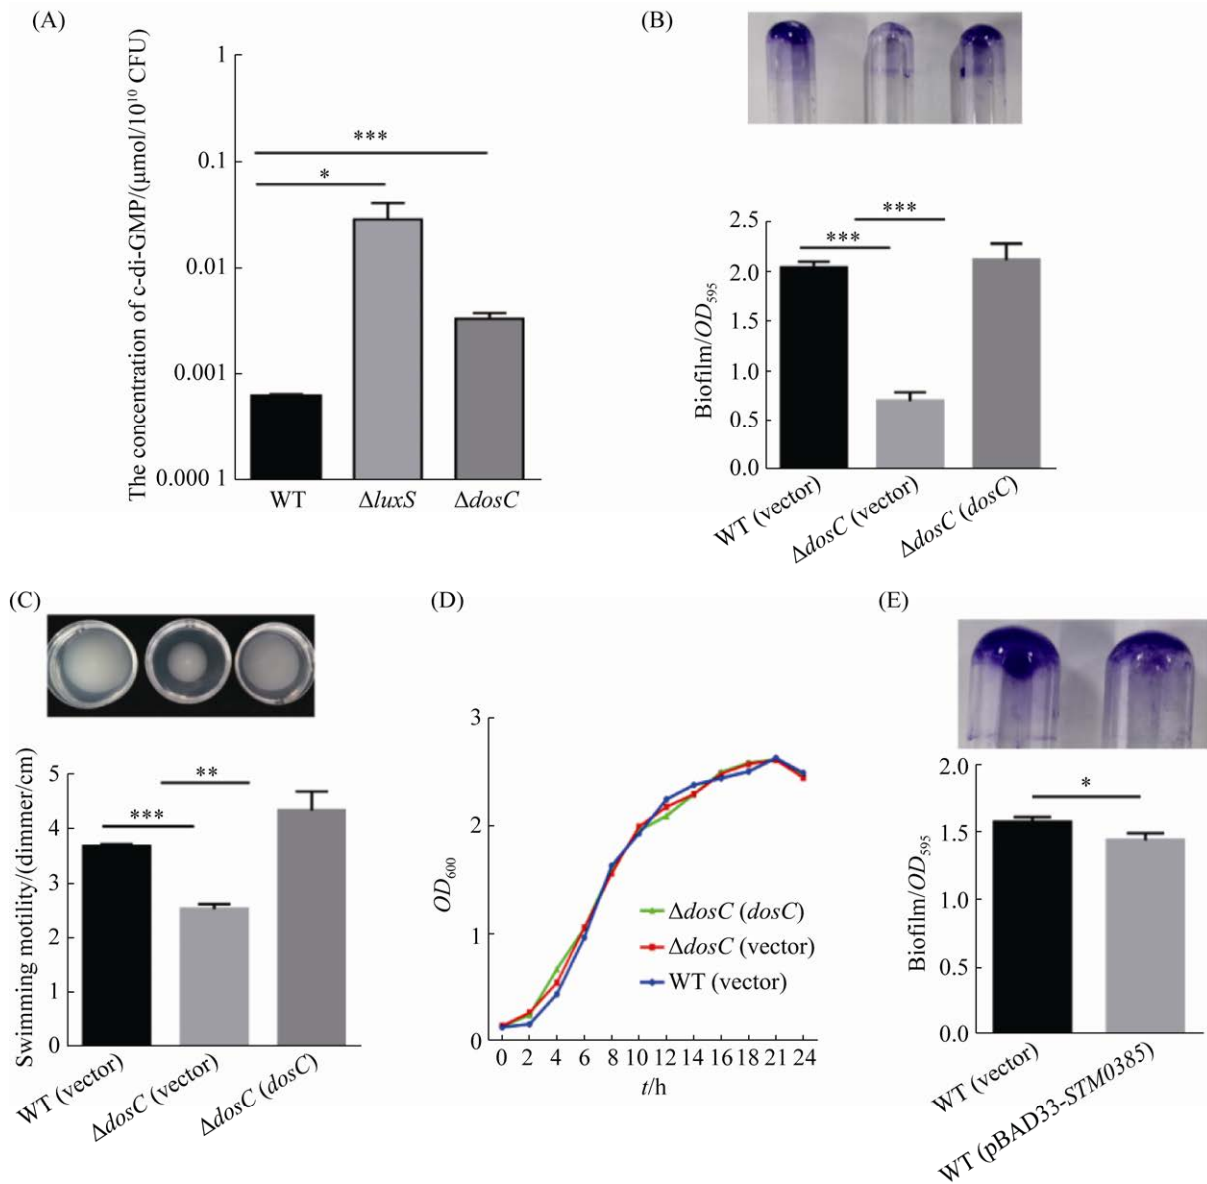 (A)
The concentration of c-di-GMP/(μmol/10¹⁰ CFU)
1
0.1
0.01
0.001
0.000 1
***
*
WT
ΔluxS
ΔdosC
(B)
Biofilm/OD₅₉₅
2.5
2.0
1.5
1.0
0.5
0.0
***
***
WT (vector)
ΔdosC (vector)
ΔdosC (dosC)
(C)
Swimming motility/(dimmer/cm)
5
4
3
2
1
0
**
***
WT (vector)
ΔdosC (vector)
ΔdosC (dosC)
(D)
OD₆₀₀
3
2
1
0
ΔdosC (dosC)
ΔdosC (vector)
WT (vector)
0 2 4 6 8 10 12 14 16 18 21 24
t/h
(E)
Biofilm/OD₅₉₅
2.0
1.5
1.0
0.5
0.0
*
WT (vector)
WT (pBAD33-STM0385)